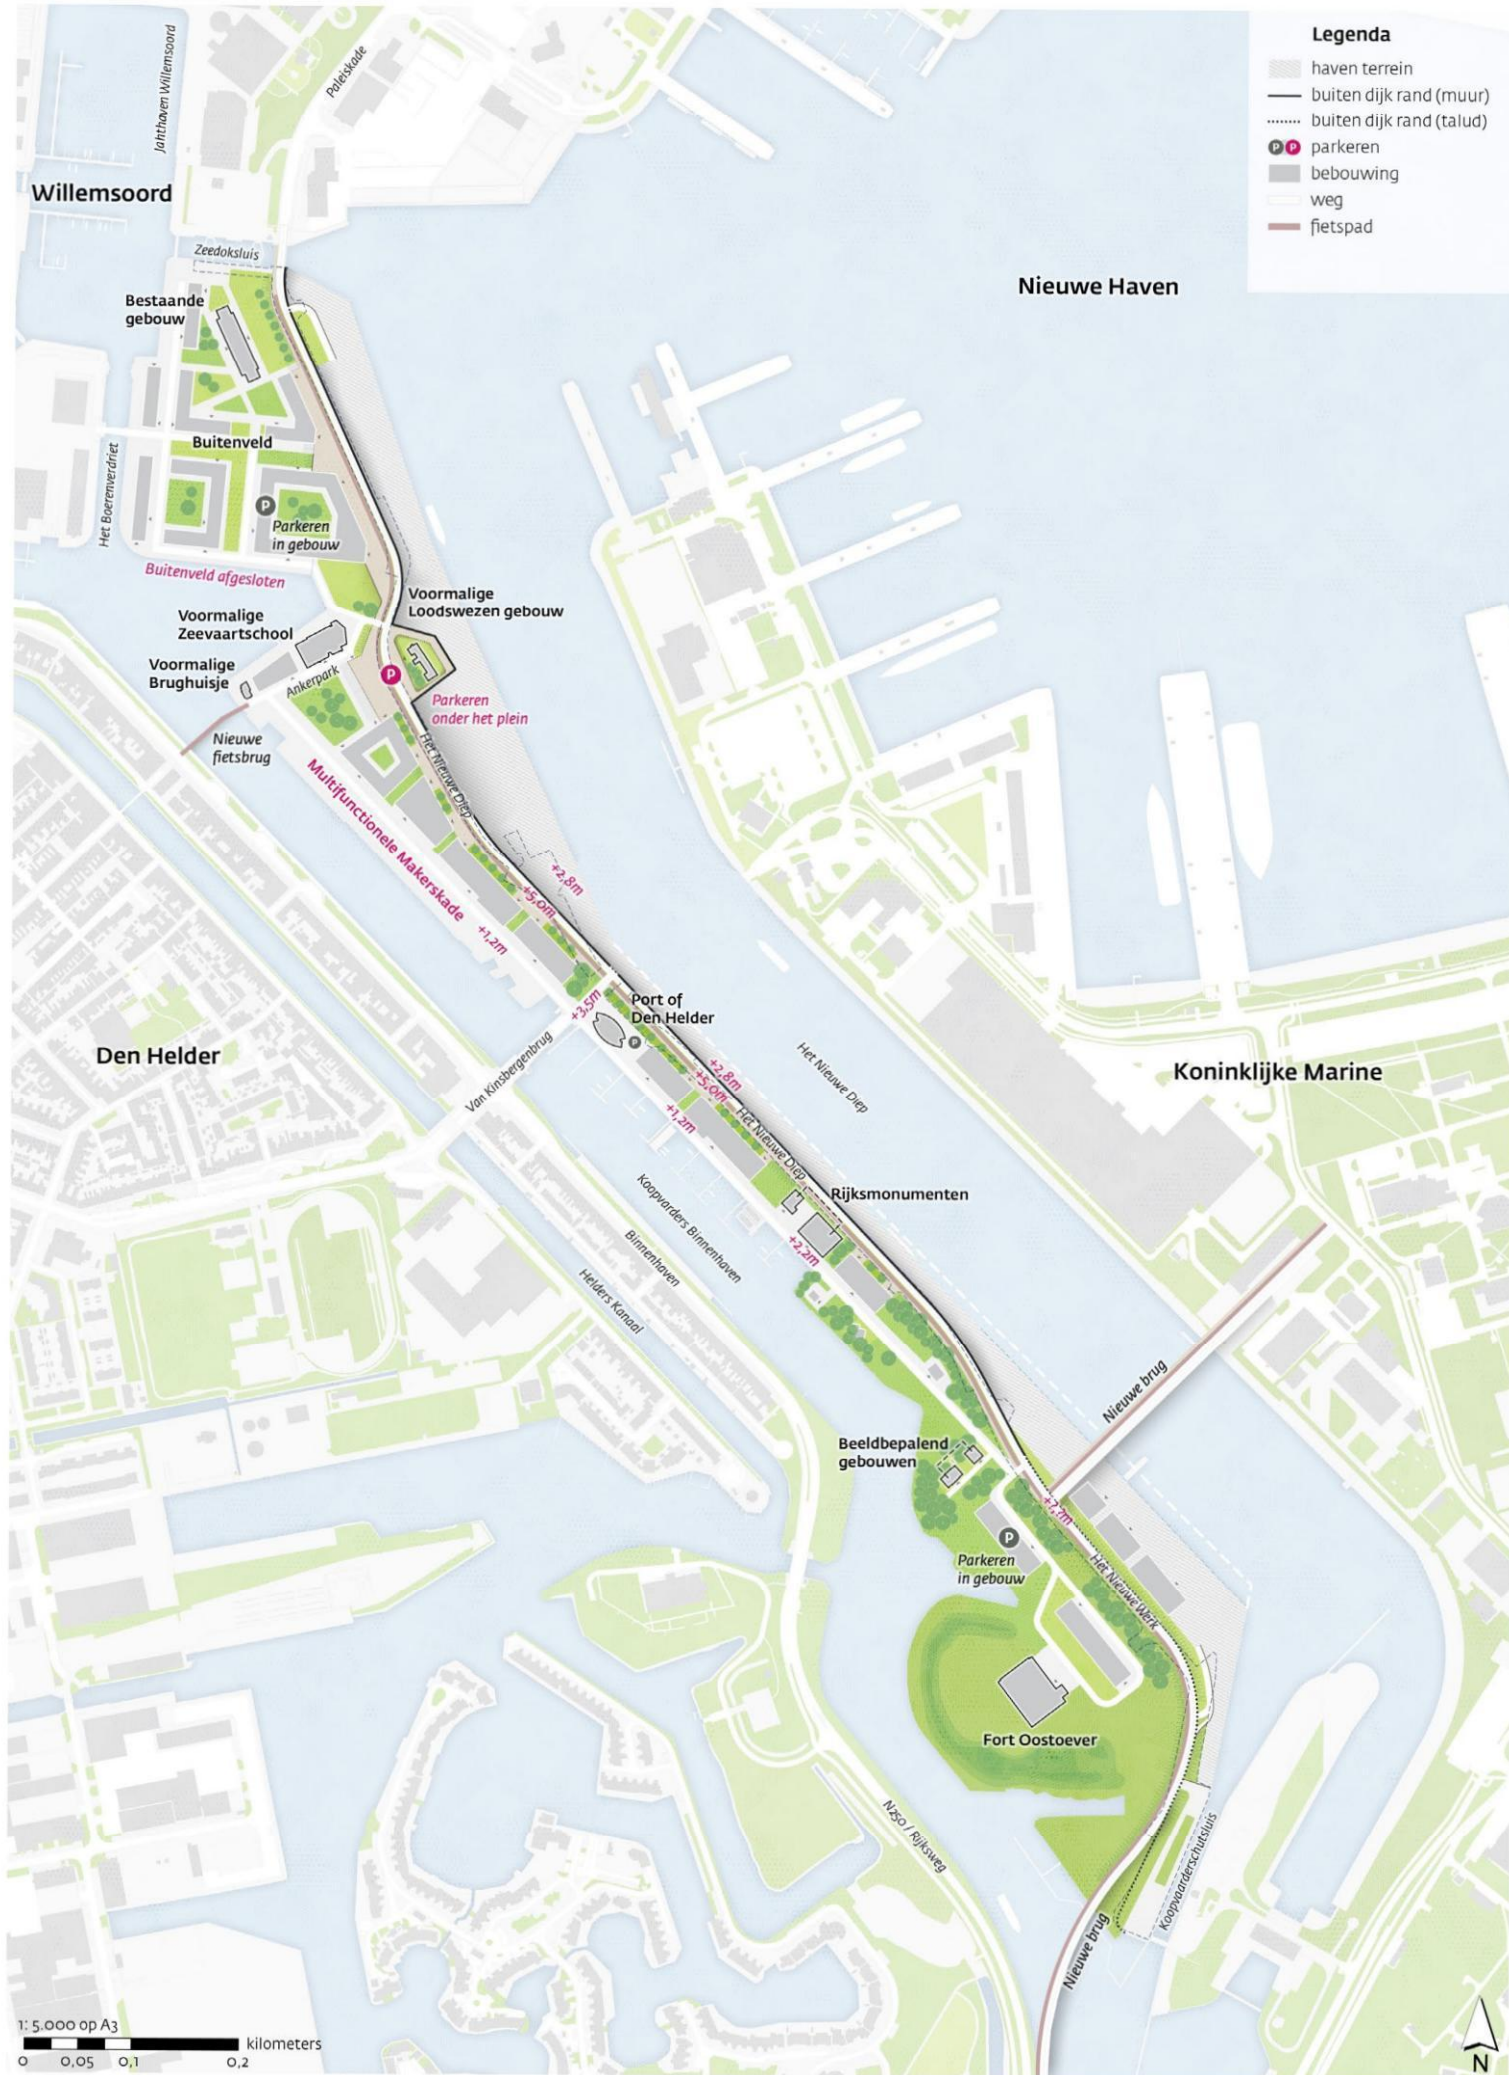 Legenda
haven terrein
buiten dijk rand (muur)
buiten dijk rand (talud)
P P parkeren
bebouwing
weg
fietspad
Jahthaven Willemsoord
Paleiskade
Willemsoord
Zeedoksluis
Nieuwe Haven
Bestaande
gebouw
Buitenveld
Het Boerenverdriet
P
Parkeren
in gebouw
Buitenveld afgesloten
Voormalige
Loodswezen gebouw
Voormalige
Zeevaartschool
Voormalige
Brughuisje
Ankerpark
P
Parkeren
onder het plein
Nieuwe
fietsbrug
Het Nieuwe Diep
Multifunctionele Makerskade
+2,8m
+5,0m
+1,2m
+3,5m
Port of
Den Helder
P
Den Helder
Van Kinsbergenbrug
Het Nieuwe Diep
Koninklijke Marine
+2,8m
+5,0m
+1,2m
Het Nieuwe Diep
Rijksmonumenten
Koopvarders Binnenhaven
+2,2m
Binnenhaven
Helders Kanaal
Nieuwe brug
Beeldbepalend
gebouwen
+?,?m
P
Parkeren
in gebouw
Het Nieuwe Werk
Fort Oostoever
N250 / Rijksweg
Koopvaarderschutsluis
Nieuwe brug
1: 5.000 op A3
kilometers
0 0,05 0,1 0,2
N